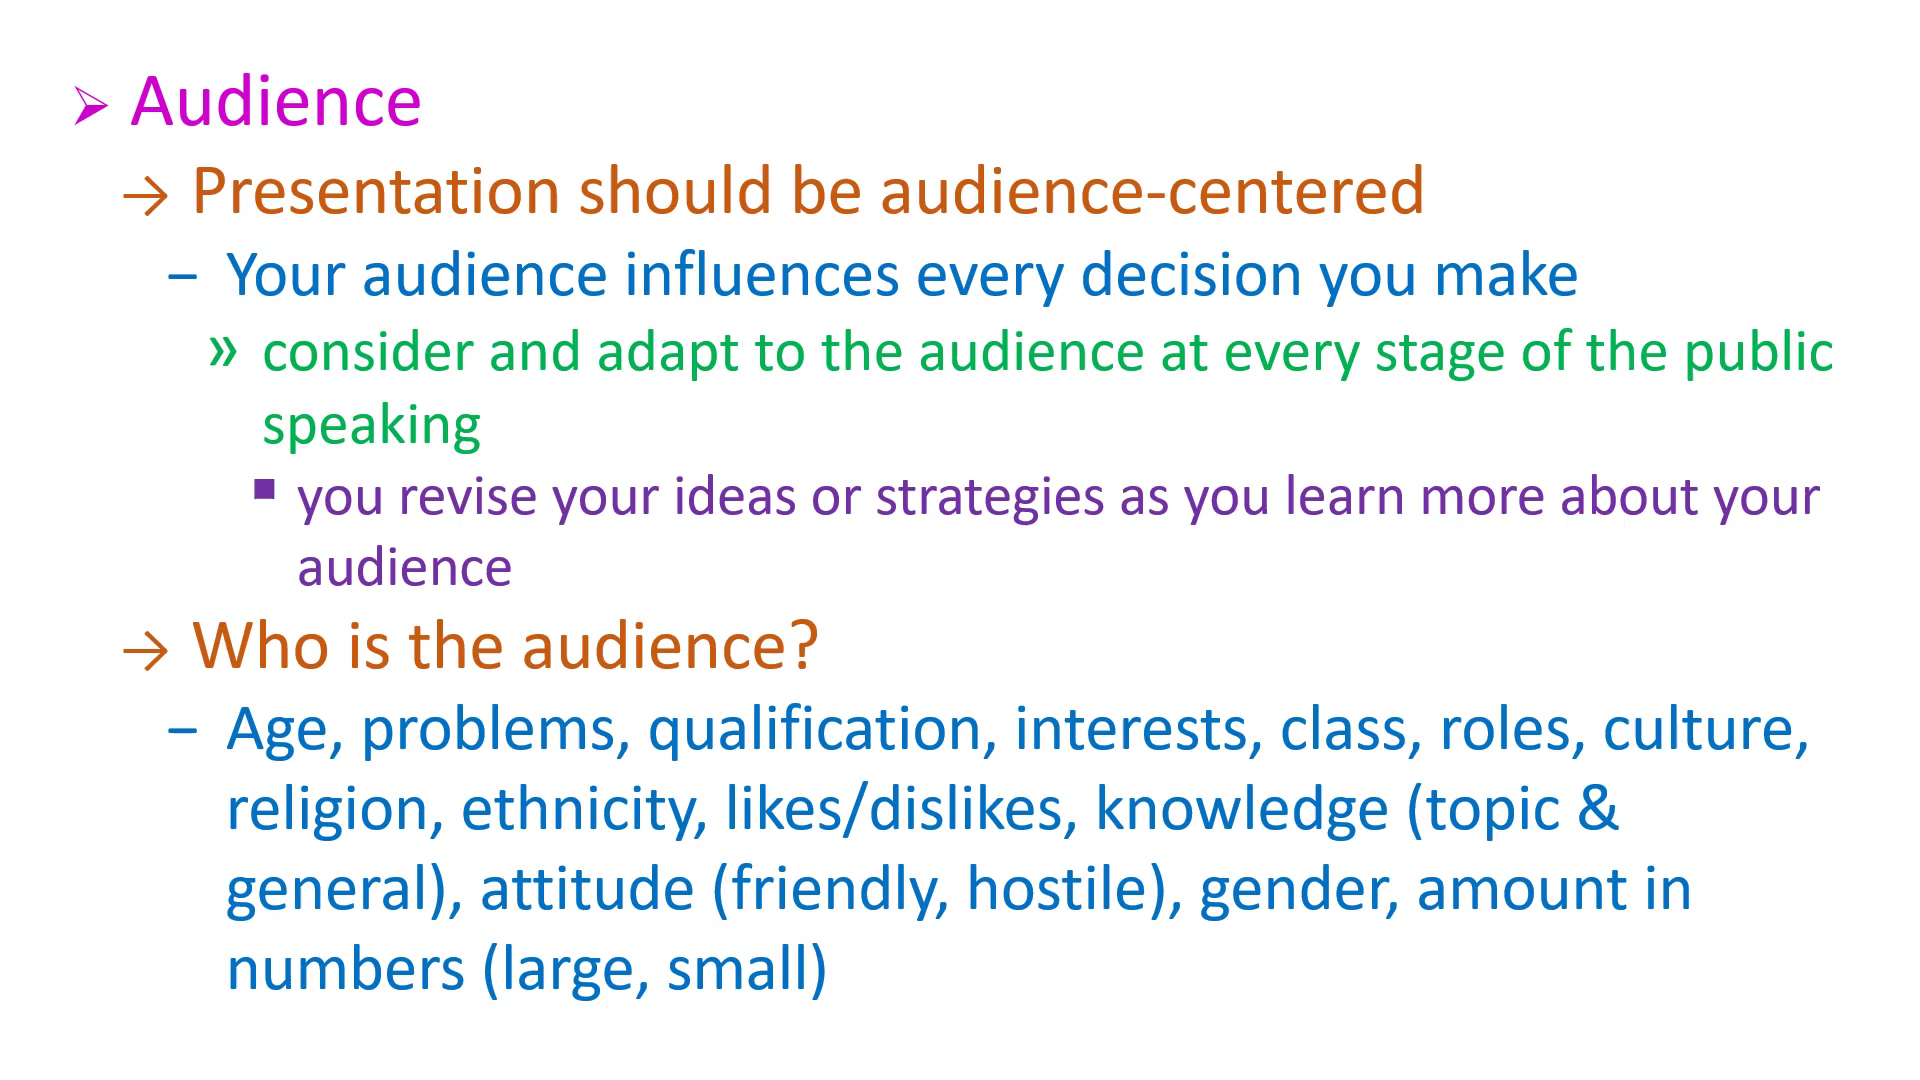 ➢ Audience
→ Presentation should be audience-centered
– Your audience influences every decision you make
» consider and adapt to the audience at every stage of the public
speaking
▪ you revise your ideas or strategies as you learn more about your
audience
→ Who is the audience?
– Age, problems, qualification, interests, class, roles, culture,
religion, ethnicity, likes/dislikes, knowledge (topic &
general), attitude (friendly, hostile), gender, amount in
numbers (large, small)